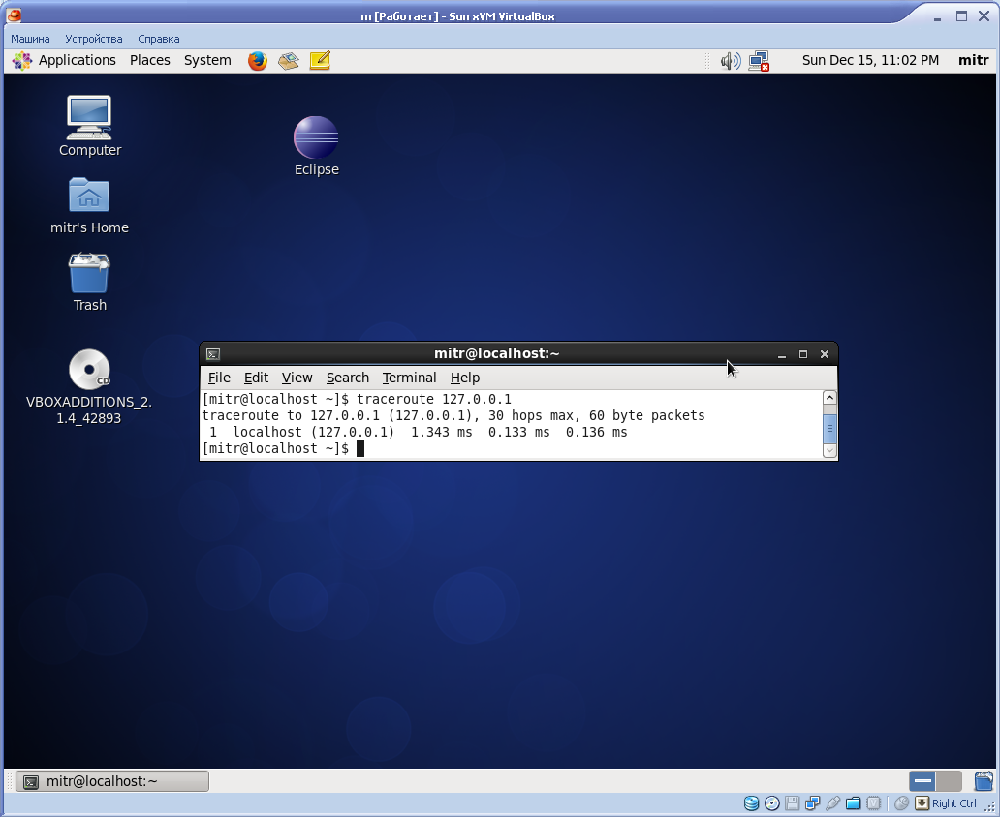 m [Работает] - Sun xVM VirtualBox
Машина Устройства Справка
Applications Places System Sun Dec 15, 11:02 PM mitr
Computer
Eclipse
mitr's Home
Trash
CD
VBOXADDITIONS_2.
1.4_42893
mitr@localhost:~
File Edit View Search Terminal Help
[mitr@localhost ~]$ traceroute 127.0.0.1
traceroute to 127.0.0.1 (127.0.0.1), 30 hops max, 60 byte packets
 1  localhost (127.0.0.1)  1.343 ms  0.133 ms  0.136 ms
[mitr@localhost ~]$
mitr@localhost:~
Right Ctrl